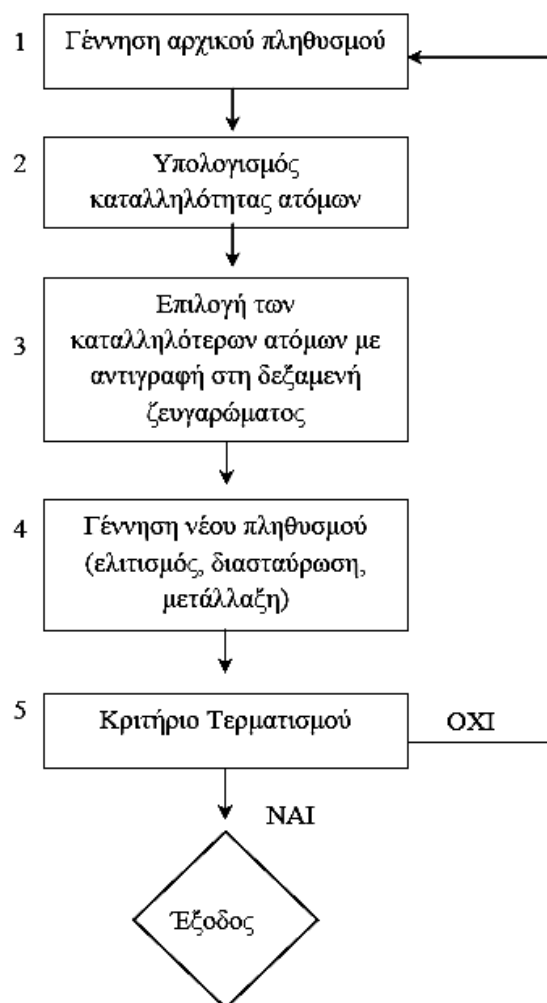 1 Γέννηση αρχικού πληθυσμού
2 Υπολογισμός
καταλληλότητας ατόμων
Επιλογή των
3 καταλληλότερων ατόμων με
αντιγραφή στη δεξαμενή
ζευγαρώματος
4 Γέννηση νέου πληθυσμού
(ελιτισμός, διασταύρωση,
μετάλλαξη)
5 Κριτήριο Τερματισμού
ΟΧΙ
ΝΑΙ
Έξοδος